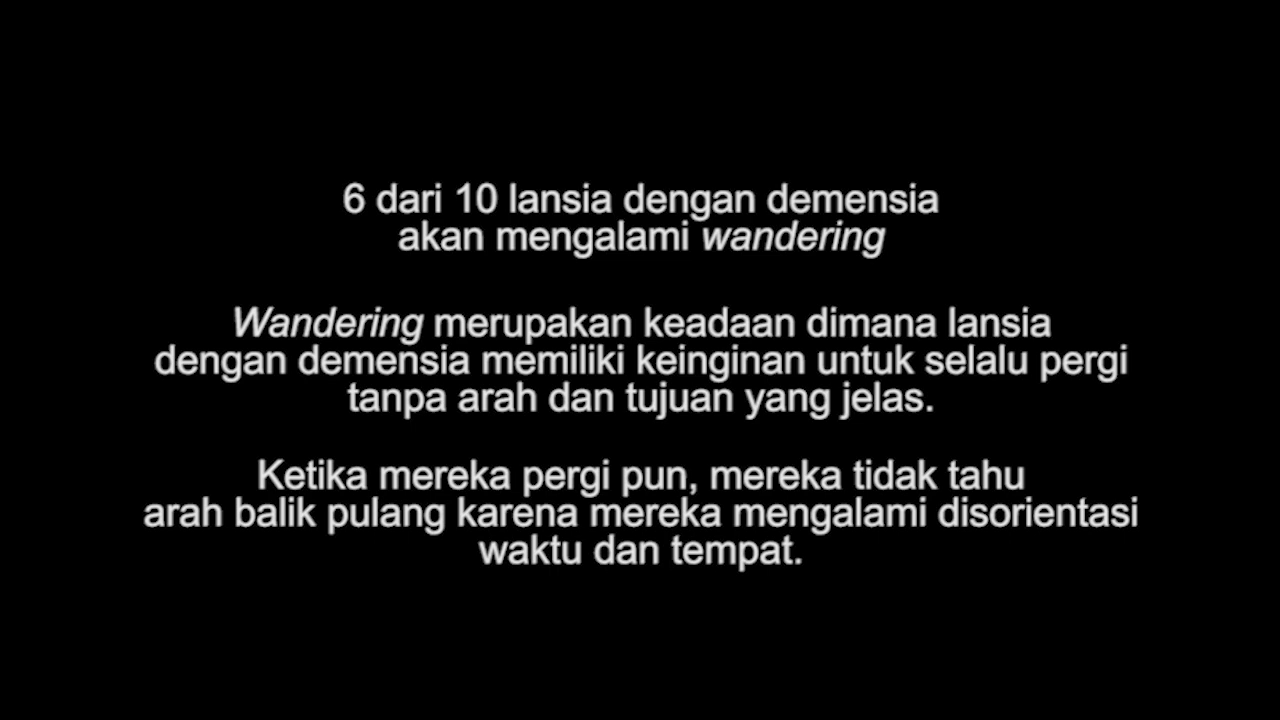 6 dari 10 lansia dengan demensia
akan mengalami wandering
Wandering merupakan keadaan dimana lansia
dengan demensia memiliki keinginan untuk selalu pergi
tanpa arah dan tujuan yang jelas.
Ketika mereka pergi pun, mereka tidak tahu
arah balik pulang karena mereka mengalami disorientasi
waktu dan tempat.